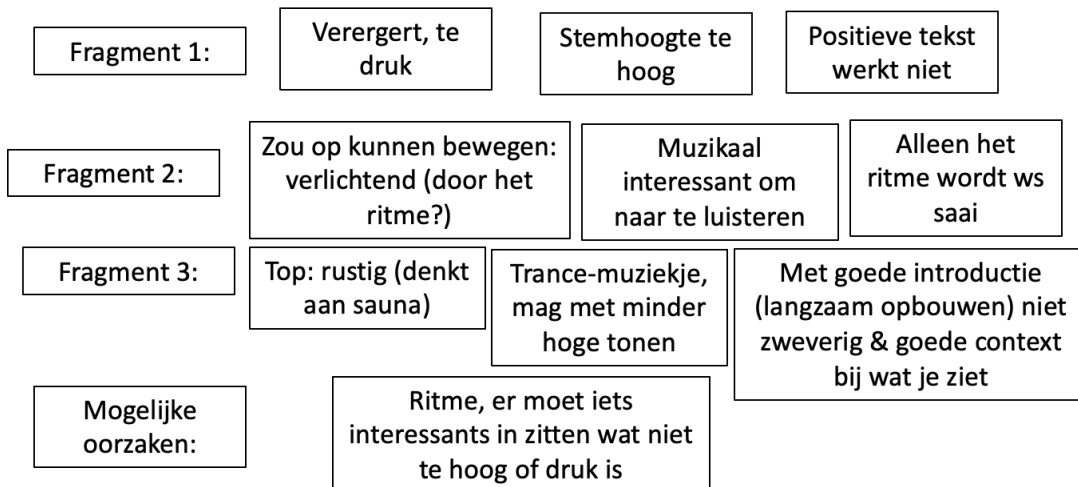 Fragment 1:
Verergert, te
druk
Stemhoogte te
hoog
Positieve tekst
werkt niet
Fragment 2:
Zou op kunnen bewegen:
verlichtend (door het
ritme?)
Muzikaal
interessant om
naar te luisteren
Alleen het
ritme wordt ws
saai
Fragment 3:
Top: rustig (denkt
aan sauna)
Trance-muziekje,
mag met minder
hoge tonen
Met goede introductie
(langzaam opbouwen) niet
zweverig & goede context
bij wat je ziet
Mogelijke
oorzaken:
Ritme, er moet iets
interessants in zitten wat niet
te hoog of druk is